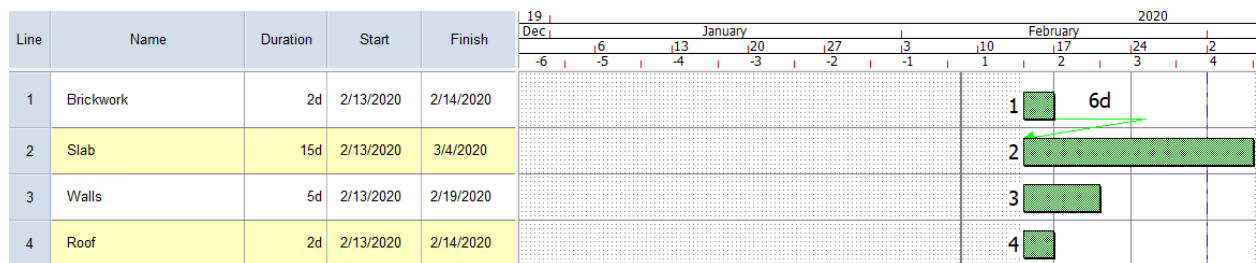 19 2020
Line Name Duration Start Finish Dec January February
6 13 20 27 3 10 17 24 2
-6 -5 -4 -3 -2 -1 1 2 3 4
1 Brickwork 2d 2/13/2020 2/14/2020 1 6d
2 Slab 15d 2/13/2020 3/4/2020 2
3 Walls 5d 2/13/2020 2/19/2020 3
4 Roof 2d 2/13/2020 2/14/2020 4